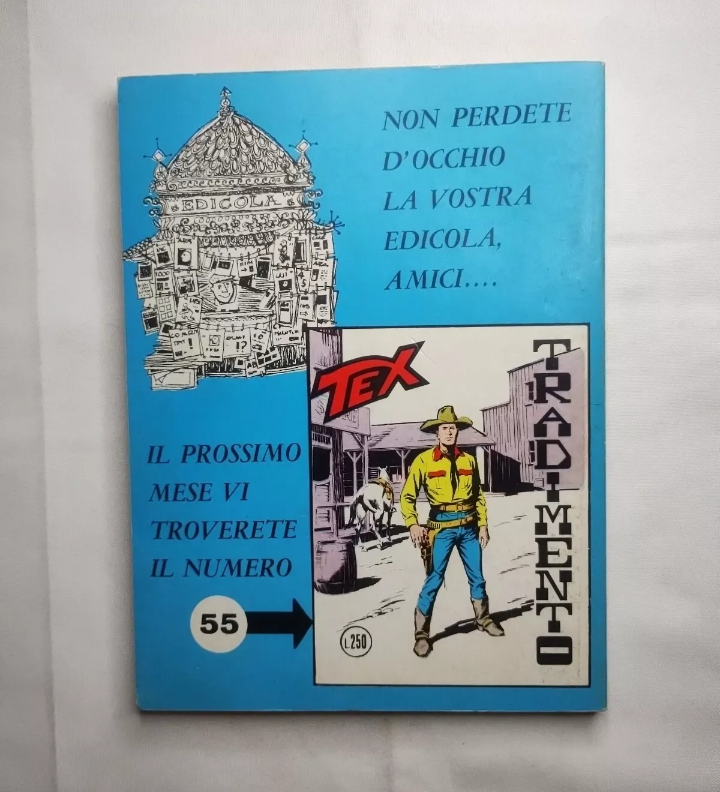 NON PERDETE
D'OCCHIO
LA VOSTRA
EDICOLA,
AMICI....
EDICOLA
TEX
TRADIMENTO
IL PROSSIMO
MESE VI
TROVERETE
IL NUMERO
55
L.250